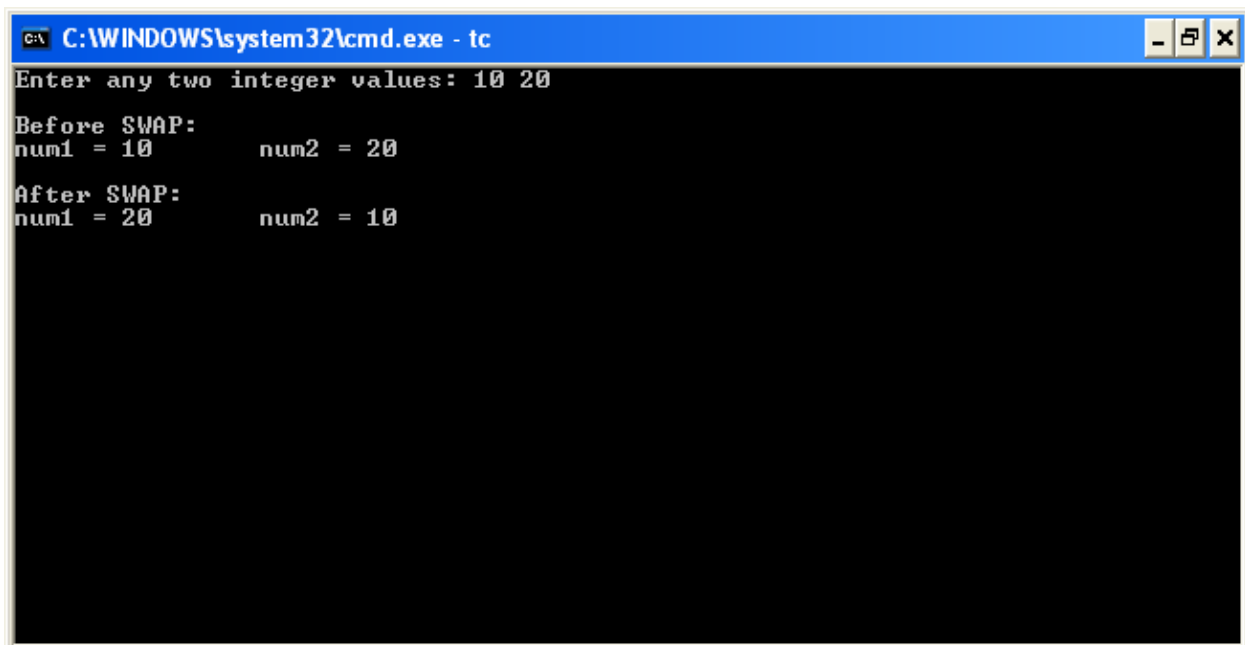 C:\WINDOWS\system32\cmd.exe - tc
Enter any two integer values: 10 20
Before SWAP:
num1 = 10 num2 = 20
After SWAP:
num1 = 20 num2 = 10